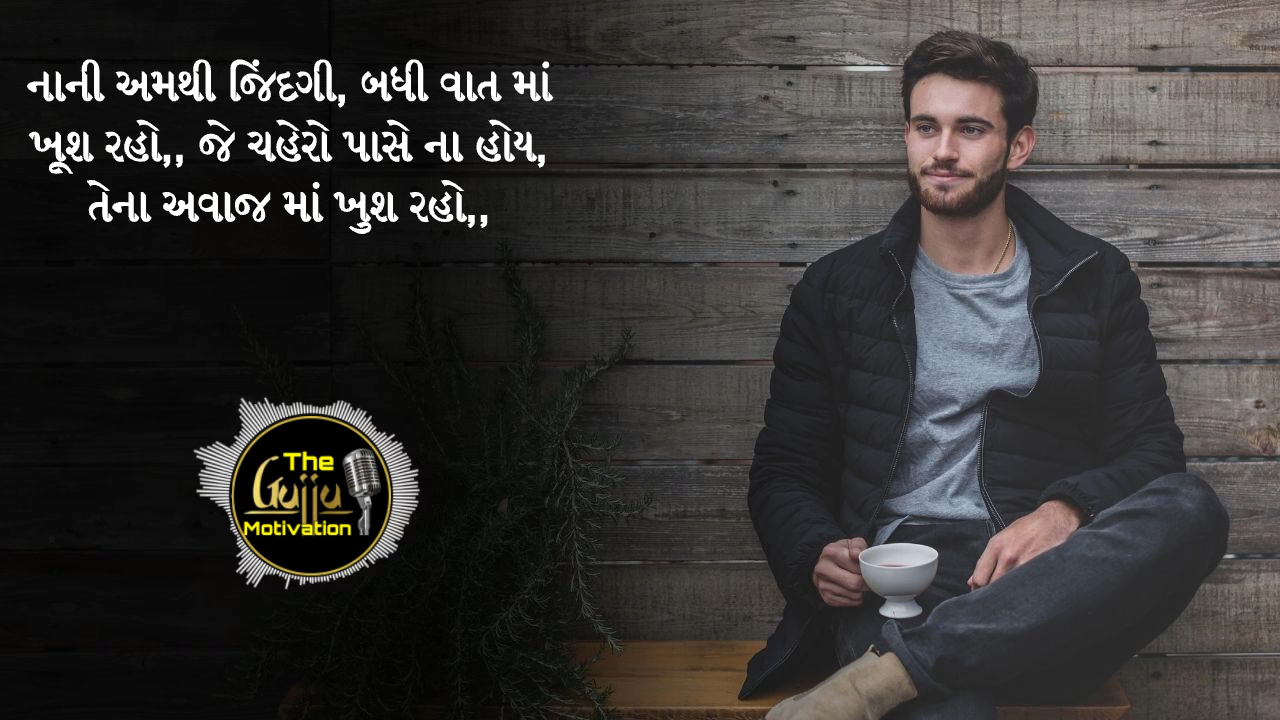 નાની અમથી જિંદગી, બધી વાત માં
ખૂશ રહો,, જે ચહેરો પાસે ના હોય,
તેના અવાજ માં ખુશ રહો,,
The
Gujju
Motivation